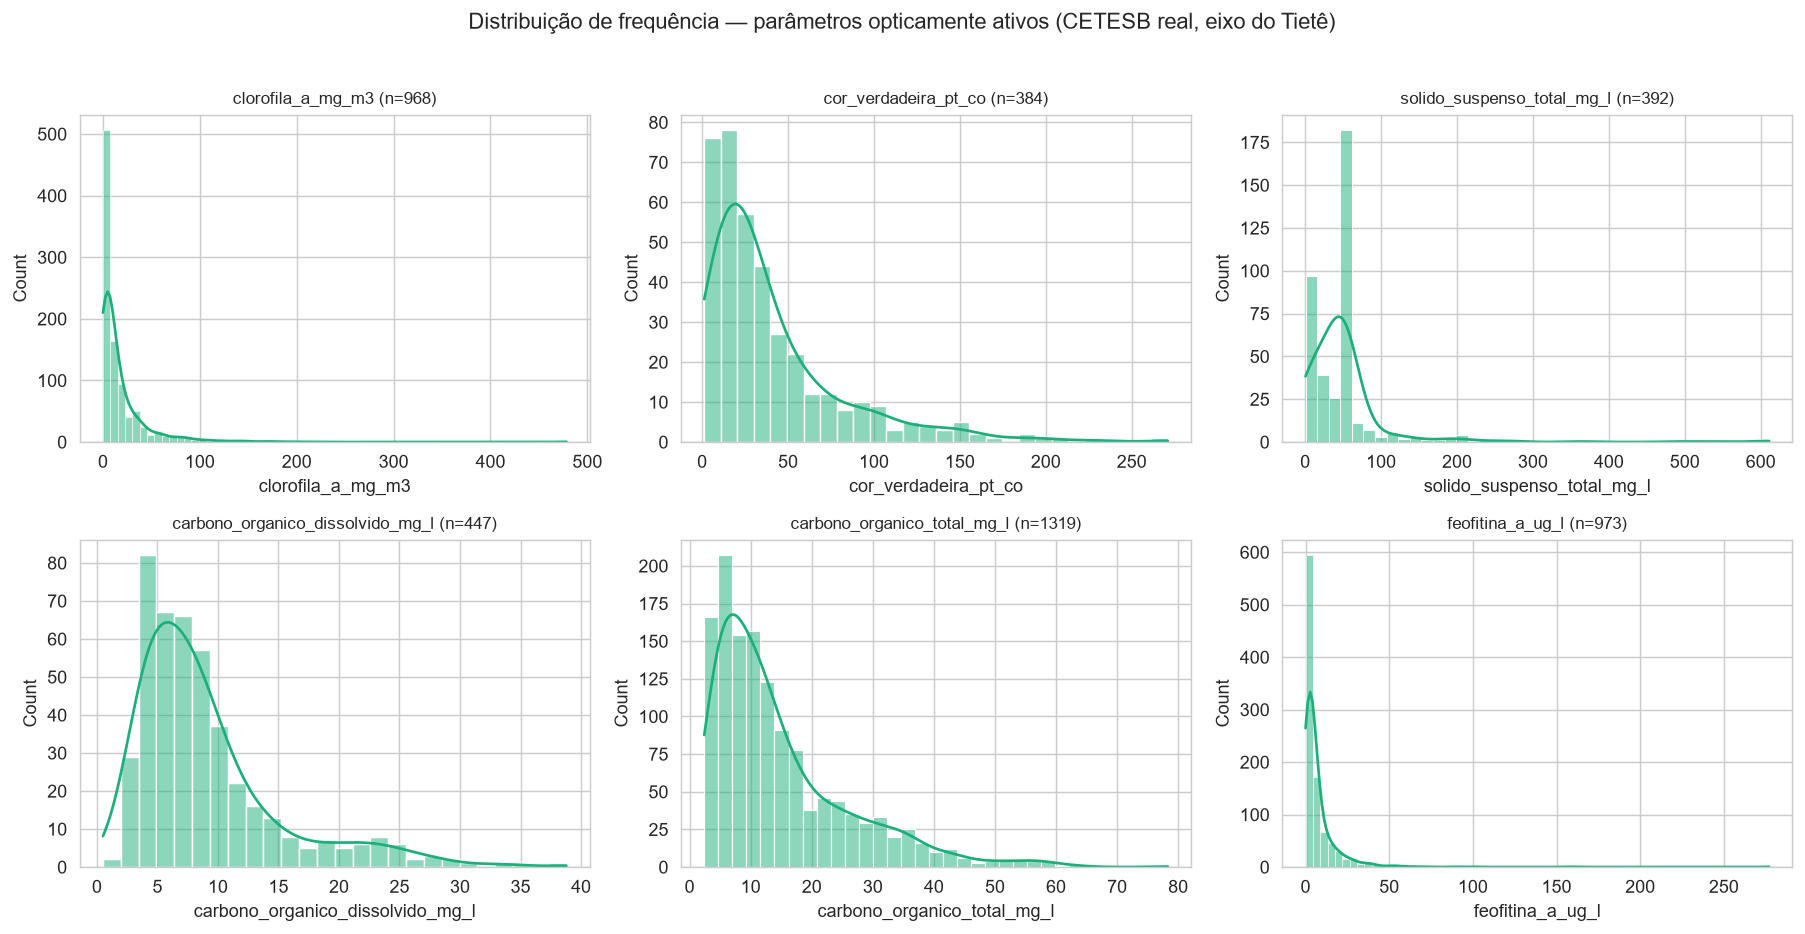 Distribuição de frequência — parâmetros opticamente ativos (CETESB real, eixo do Tietê)
clorofila_a_mg_m3 (n=968)
500
400
300
200
100
0
Count
0 100 200 300 400 500
clorofila_a_mg_m3
cor_verdadeira_pt_co (n=384)
80
70
60
50
40
30
20
10
0
Count
0 50 100 150 200 250
cor_verdadeira_pt_co
solido_suspenso_total_mg_l (n=392)
175
150
125
100
75
50
25
0
Count
0 100 200 300 400 500 600
solido_suspenso_total_mg_l
carbono_organico_dissolvido_mg_l (n=447)
80
70
60
50
40
30
20
10
0
Count
0 5 10 15 20 25 30 35 40
carbono_organico_dissolvido_mg_l
carbono_organico_total_mg_l (n=1319)
200
175
150
125
100
75
50
25
0
Count
0 10 20 30 40 50 60 70 80
carbono_organico_total_mg_l
feofitina_a_ug_l (n=973)
600
500
400
300
200
100
0
Count
0 50 100 150 200 250
feofitina_a_ug_l